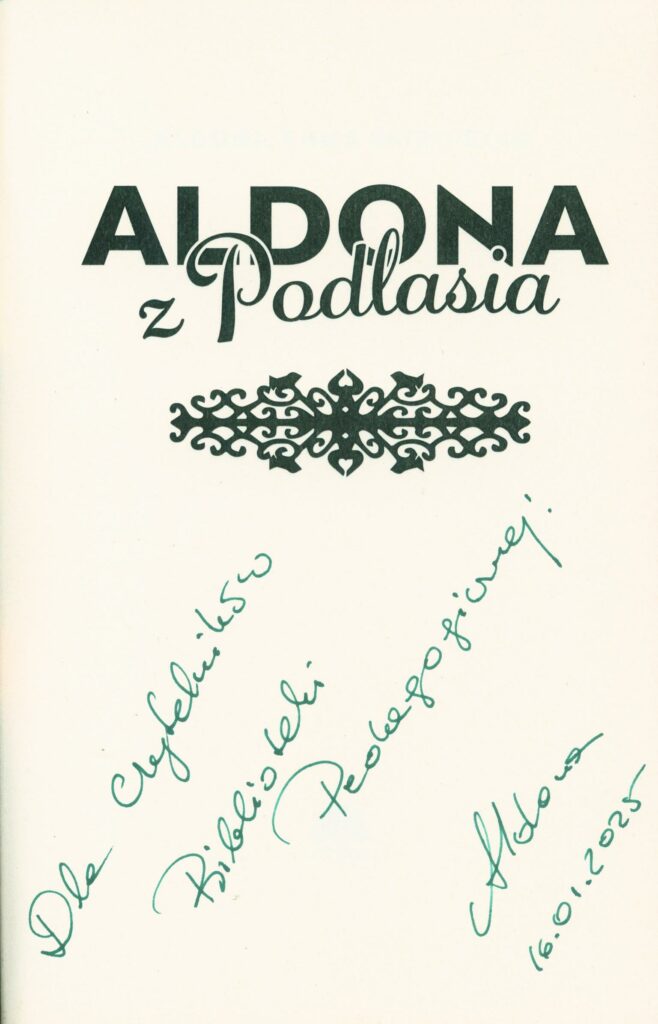 ALDONA
z Podlasia
Dla Czytelników
Biblioteki
Pedagogicznej.
Aldona
16.01.2025